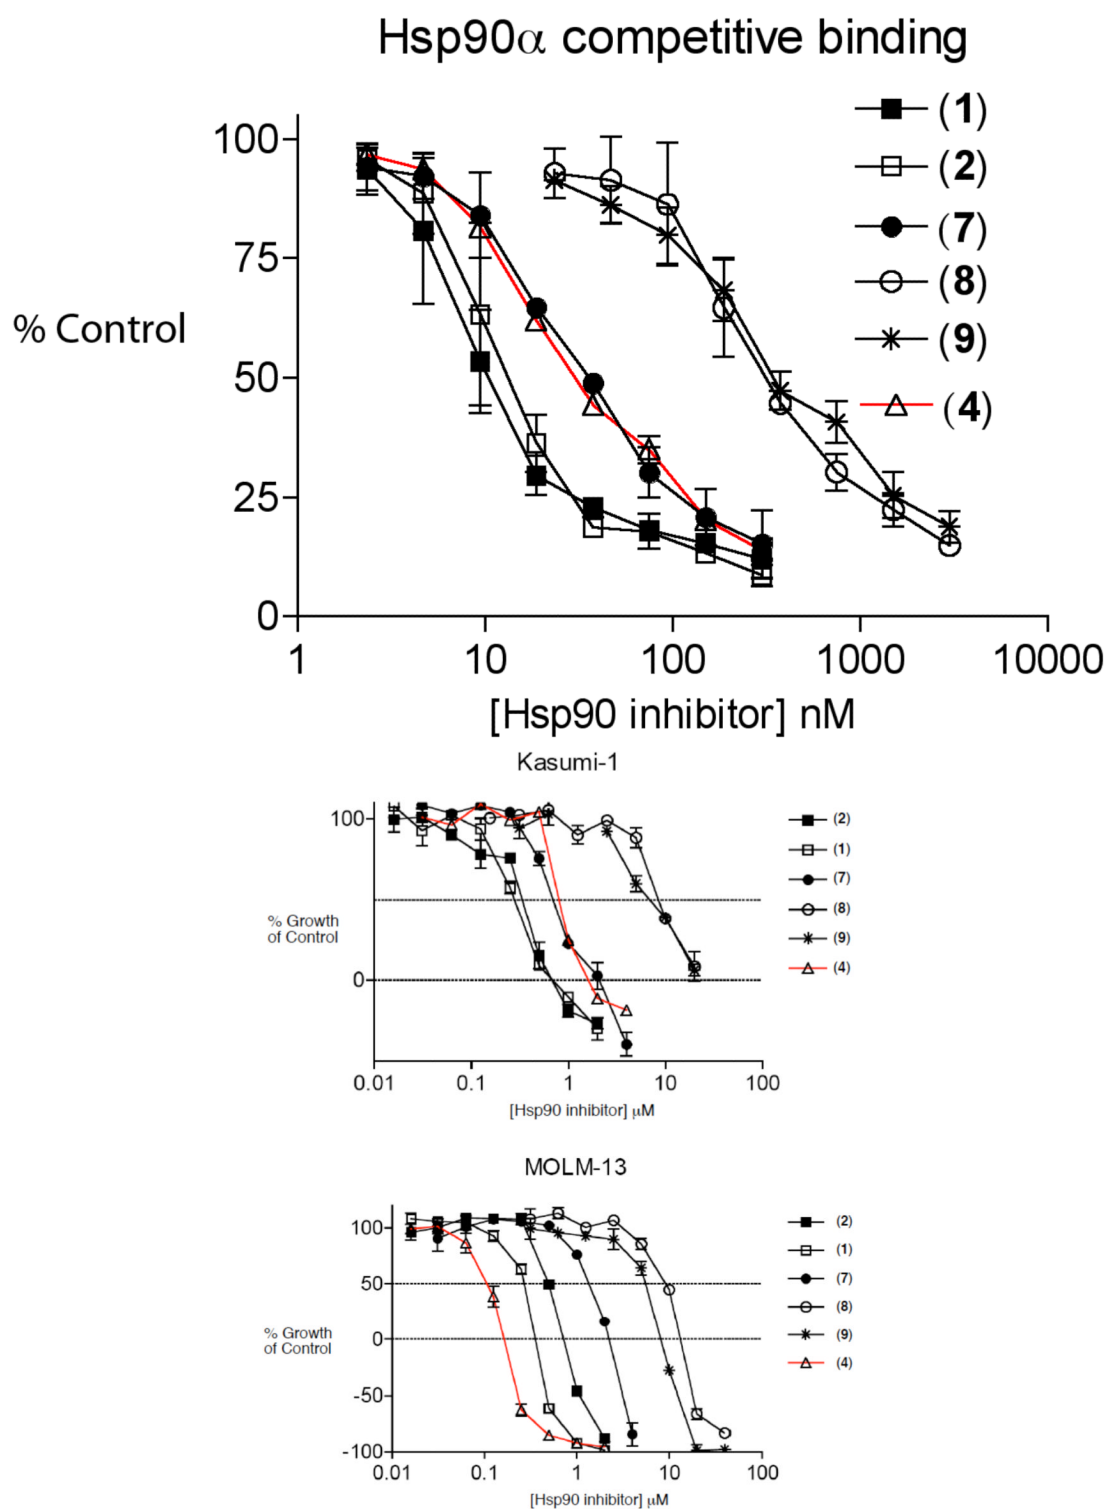 Hsp90α competitive binding
(1)
(2)
(7)
(8)
(9)
(4)
% Control
100
75
50
25
0
1 10 100 1000 10000
[Hsp90 inhibitor] nM
Kasumi-1
100
0
% Growth
of Control
(2)
(1)
(7)
(8)
(9)
(4)
0.01 0.1 1 10 100
[Hsp90 inhibitor] μM
MOLM-13
100
50
0
-50
-100
% Growth
of Control
(2)
(1)
(7)
(8)
(9)
(4)
0.01 0.1 1 10 100
[Hsp90 inhibitor] μM